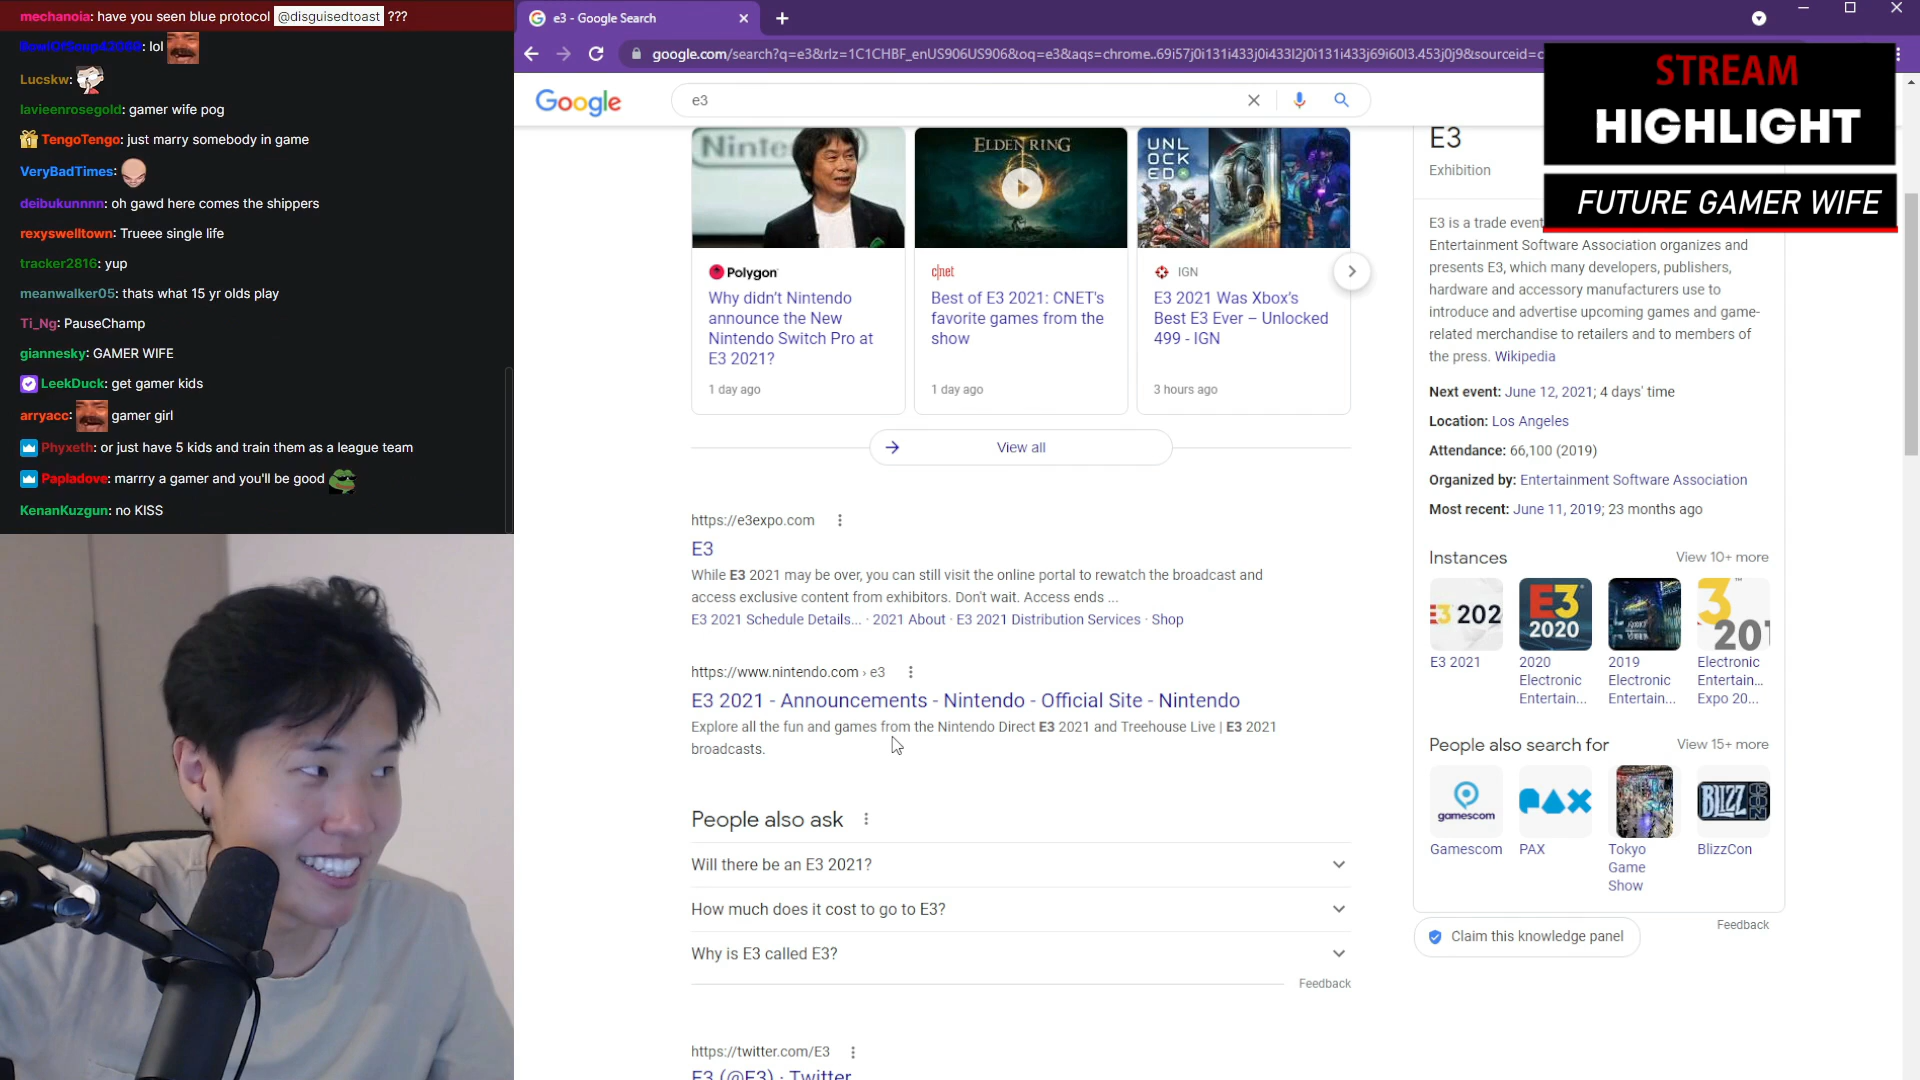 mechanoia: have you seen blue protocol @disguisedtoast ???
BowlOfSoup42069: lol
Lucskw:
lavieenrosegold: gamer wife pog
TengoTengo: just marry somebody in game
VeryBadTimes:
deibukunnnn: oh gawd here comes the shippers
rexyswelltown: Trueee single life
tracker2816: yup
meanwalker05: thats what 15 yr olds play
Ti_Ng: PauseChamp
giannesky: GAMER WIFE
LeekDuck: get gamer kids
arryacc: gamer girl
Phyxeth: or just have 5 kids and train them as a league team
Papladove: marrry a gamer and you'll be good
KenanKuzgun: no KISS
e3 - Google Search
google.com/search?q=e3&rlz=1C1CHBF_enUS906US906&oq=e3&aqs=chrome..69i57j0i131i433j0i433l2j0i131i433j69i60l3.453j0j9&sourceid=c
STREAM
HIGHLIGHT
FUTURE GAMER WIFE
Google
e3
Ninte
ELDEN RING
UNL
OCK
ED
Polygon
Why didn't Nintendo
announce the New
Nintendo Switch Pro at
E3 2021?
1 day ago
c|net
Best of E3 2021: CNET's
favorite games from the
show
1 day ago
IGN
E3 2021 Was Xbox's
Best E3 Ever – Unlocked
499 - IGN
3 hours ago
View all
https://e3expo.com
E3
While E3 2021 may be over, you can still visit the online portal to rewatch the broadcast and
access exclusive content from exhibitors. Don't wait. Access ends ...
E3 2021 Schedule Details... · 2021 About · E3 2021 Distribution Services · Shop
https://www.nintendo.com › e3
E3 2021 - Announcements - Nintendo - Official Site - Nintendo
Explore all the fun and games from the Nintendo Direct E3 2021 and Treehouse Live | E3 2021
broadcasts.
People also ask
Will there be an E3 2021?
How much does it cost to go to E3?
Why is E3 called E3?
Feedback
https://twitter.com/E3
E3 (@E3) · Twitter
E3
Exhibition
E3 is a trade event
Entertainment Software Association organizes and
presents E3, which many developers, publishers,
hardware and accessory manufacturers use to
introduce and advertise upcoming games and game-
related merchandise to retailers and to members of
the press. Wikipedia
Next event: June 12, 2021; 4 days' time
Location: Los Angeles
Attendance: 66,100 (2019)
Organized by: Entertainment Software Association
Most recent: June 11, 2019; 23 months ago
Instances
View 10+ more
E3 202
E3
2020
3
201
E3 2021
2020
Electronic
Entertain...
2019
Electronic
Entertain...
Electronic
Entertain...
Expo 20...
People also search for
View 15+ more
gamescom
PAX
BLIZZ
CON
Gamescom
PAX
Tokyo
Game
Show
BlizzCon
Feedback
Claim this knowledge panel